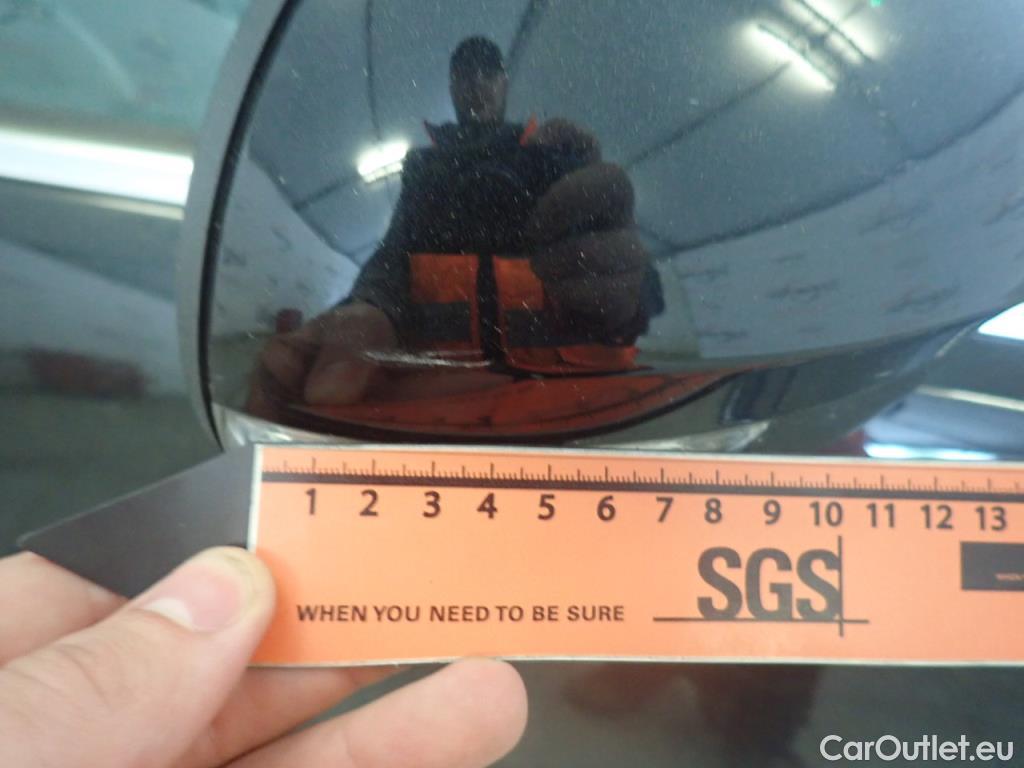 1 2 3 4 5 6 7 8 9 10 11 12 13
SGS
WHEN YOU NEED TO BE SURE
CarOutlet.eu